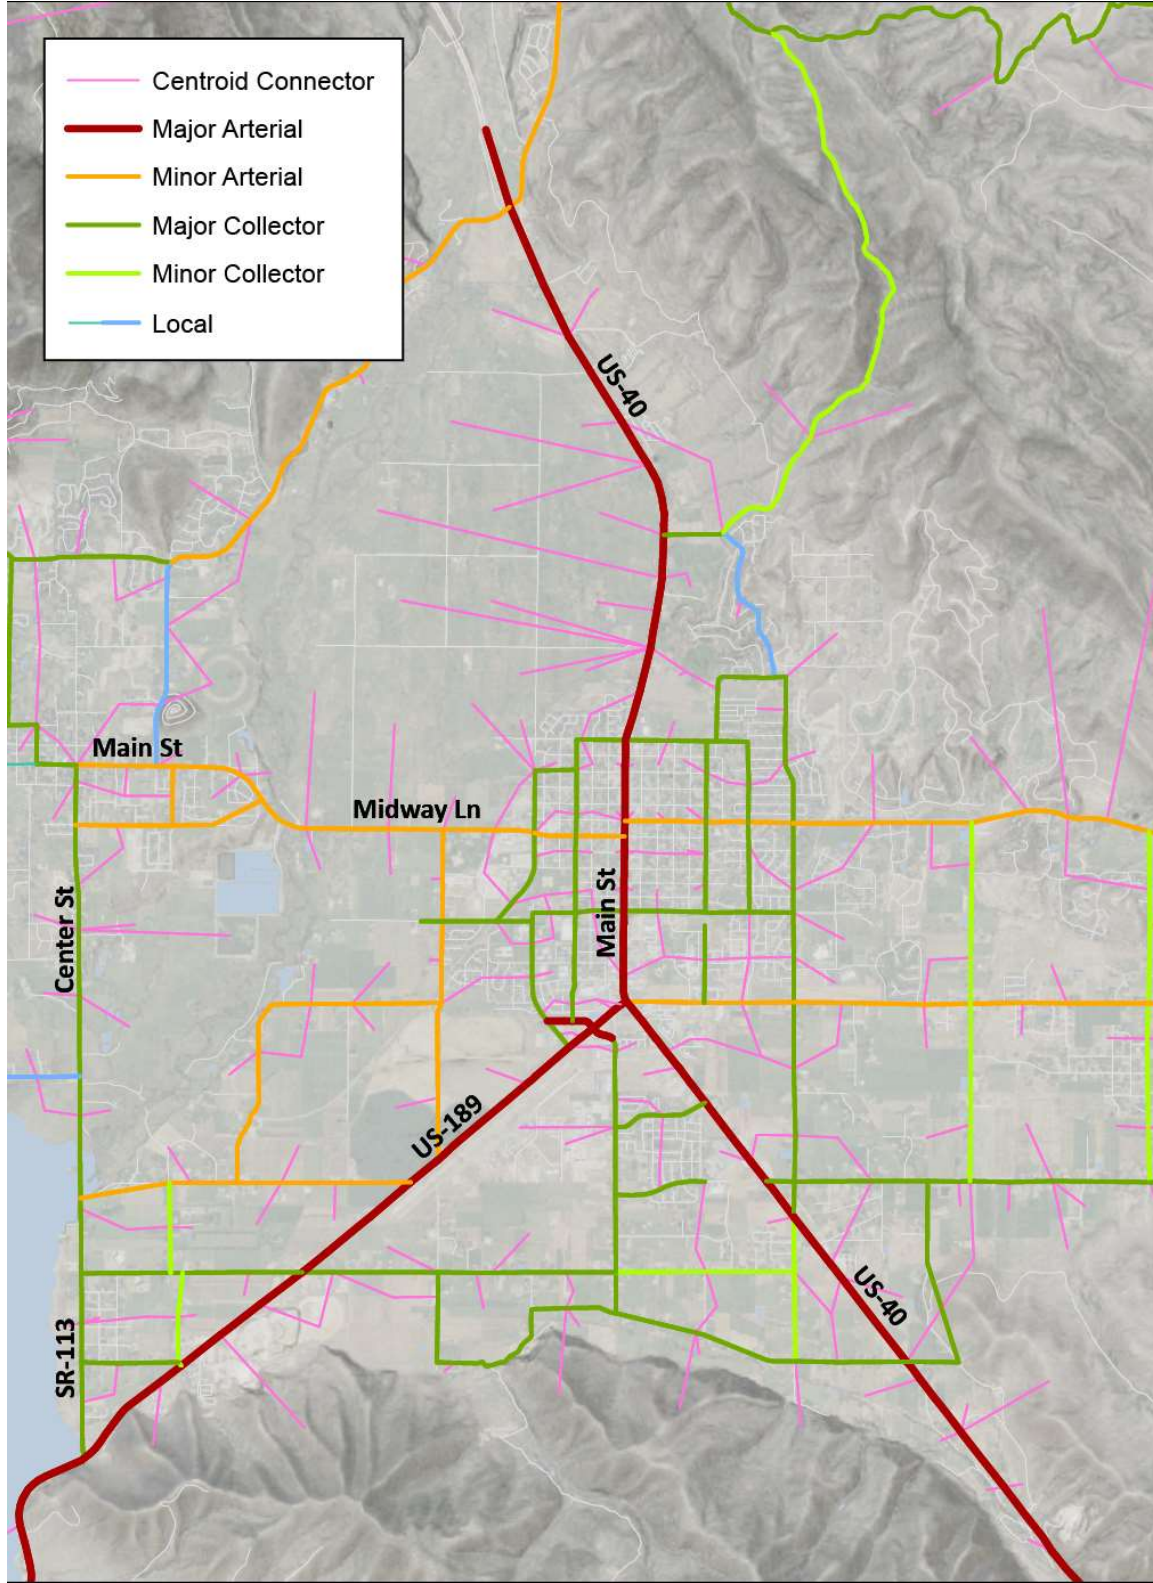 Centroid Connector
Major Arterial
Minor Arterial
Major Collector
Minor Collector
Local
US-40
Main St
Midway Ln
Main St
Center St
US-189
US-40
SR-113